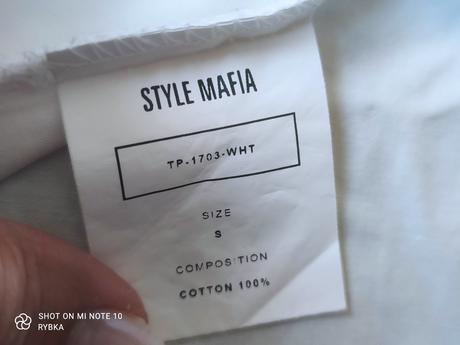 STYLE MAFIA
TP-1703-WHT
SIZE
S
COMPOSITION
COTTON 100%
SHOT ON MI NOTE 10
RYBKA